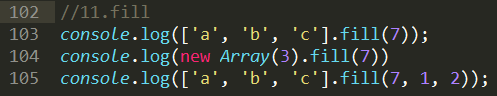 102 //11.fill
103 console.log(['a', 'b', 'c'].fill(7));
104 console.log(new Array(3).fill(7))
105 console.log(['a', 'b', 'c'].fill(7, 1, 2));